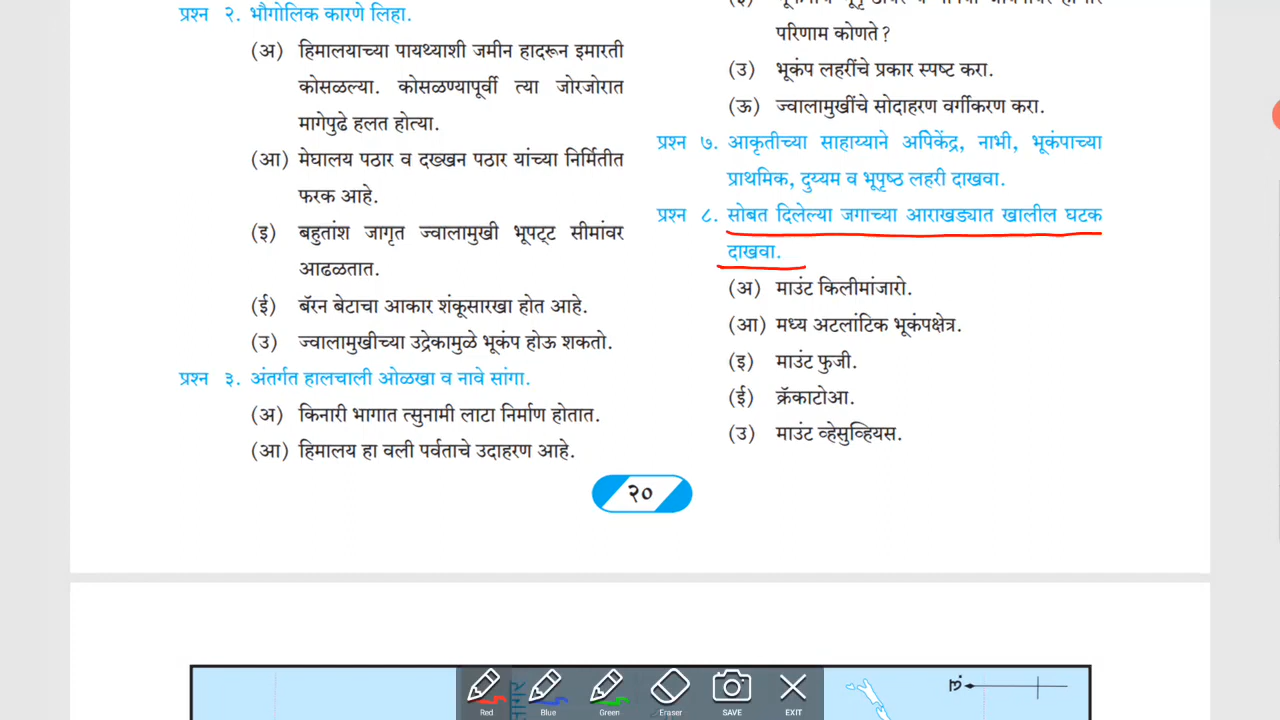 प्रश्न २. भौगोलिक कारणे लिहा.
(अ) हिमालयाच्या पायथ्याशी जमीन हादरून इमारती
कोसळल्या. कोसळण्यापूर्वी त्या जोरजोरात
मागेपुढे हलत होत्या.
(आ) मेघालय पठार व दख्खन पठार यांच्या निर्मितीत
फरक आहे.
(इ) बहुतांश जागृत ज्वालामुखी भूपट्ट सीमांवर
आढळतात.
(ई) बॅरन बेटाचा आकार शंकूसारखा होत आहे.
(उ) ज्वालामुखीच्या उद्रेकामुळे भूकंप होऊ शकतो.
प्रश्न ३. अंतर्गत हालचाली ओळखा व नावे सांगा.
(अ) किनारी भागात त्सुनामी लाटा निर्माण होतात.
(आ) हिमालय हा वली पर्वताचे उदाहरण आहे.
परिणाम कोणते?
(उ) भूकंप लहरींचे प्रकार स्पष्ट करा.
(ऊ) ज्वालामुखींचे सोदाहरण वर्गीकरण करा.
प्रश्न ७. आकृतीच्या साहाय्याने अपिकेंद्र, नाभी, भूकंपाच्या
प्राथमिक, दुय्यम व भूपृष्ठ लहरी दाखवा.
प्रश्न ८. सोबत दिलेल्या जगाच्या आराखड्यात खालील घटक
दाखवा.
(अ) माउंट किलीमांजारो.
(आ) मध्य अटलांटिक भूकंपक्षेत्र.
(इ) माउंट फुजी.
(ई) क्रॅकाटोआ.
(उ) माउंट व्हेसुव्हियस.
२०
Red Blue Green Eraser SAVE EXIT